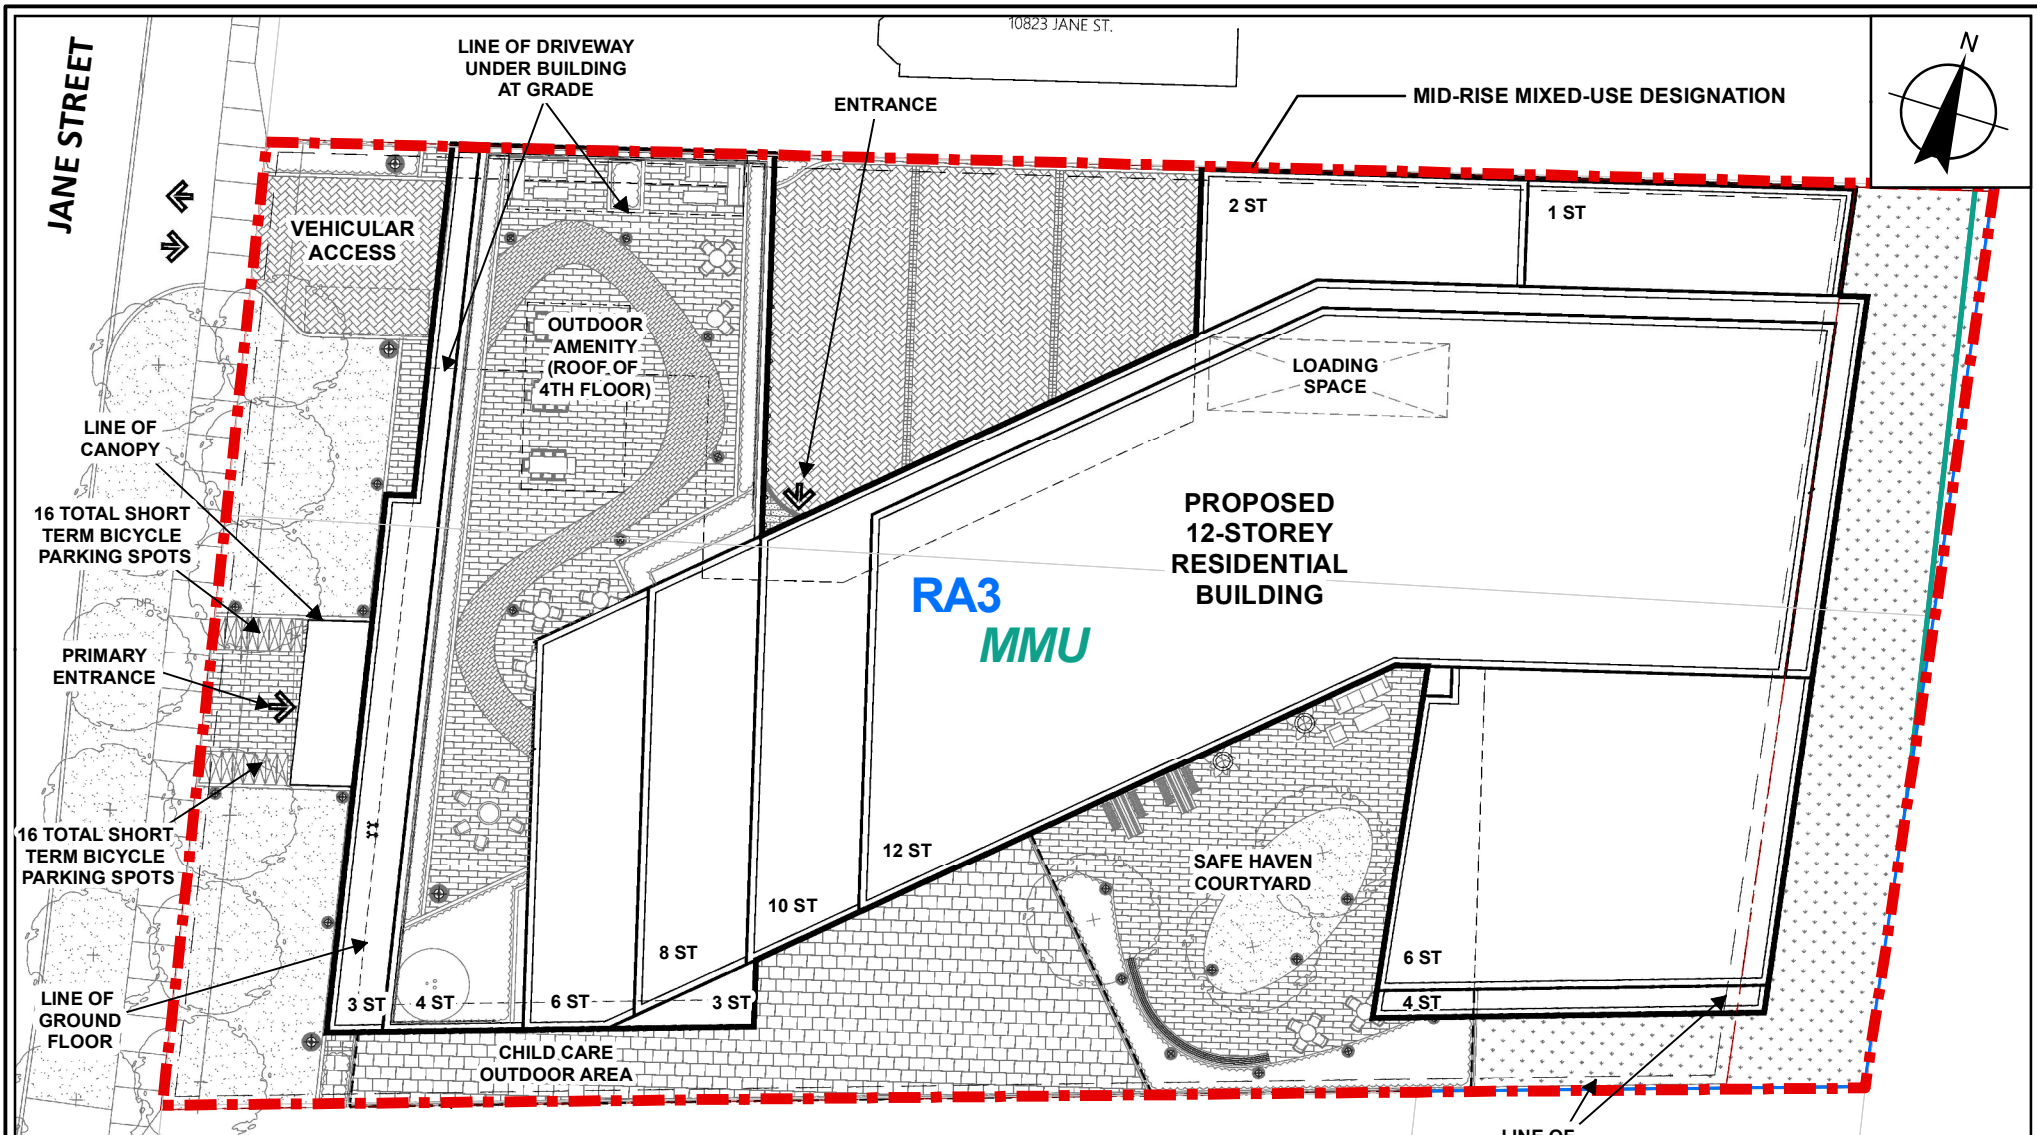 10823 JANE ST.
N
JANE STREET
LINE OF DRIVEWAY
UNDER BUILDING
AT GRADE
ENTRANCE
MID-RISE MIXED-USE DESIGNATION
VEHICULAR
ACCESS
2 ST
1 ST
OUTDOOR
AMENITY
(ROOF OF
4TH FLOOR)
LOADING
SPACE
LINE OF
CANOPY
16 TOTAL SHORT
TERM BICYCLE
PARKING SPOTS
PROPOSED
12-STOREY
RESIDENTIAL
BUILDING
RA3
MMU
PRIMARY
ENTRANCE
16 TOTAL SHORT
TERM BICYCLE
PARKING SPOTS
12 ST
SAFE HAVEN
COURTYARD
10 ST
8 ST
6 ST
LINE OF
GROUND
FLOOR
3 ST
4 ST
6 ST
3 ST
4 ST
CHILD CARE
OUTDOOR AREA
LINE OF